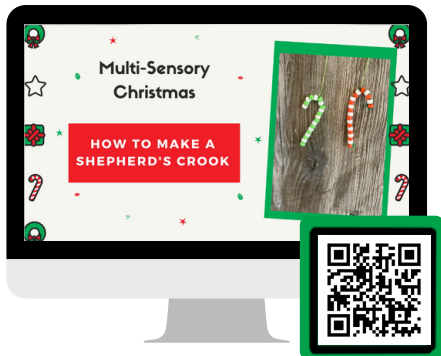 Multi-Sensory
Christmas
HOW TO MAKE A
SHEPHERD'S CROOK